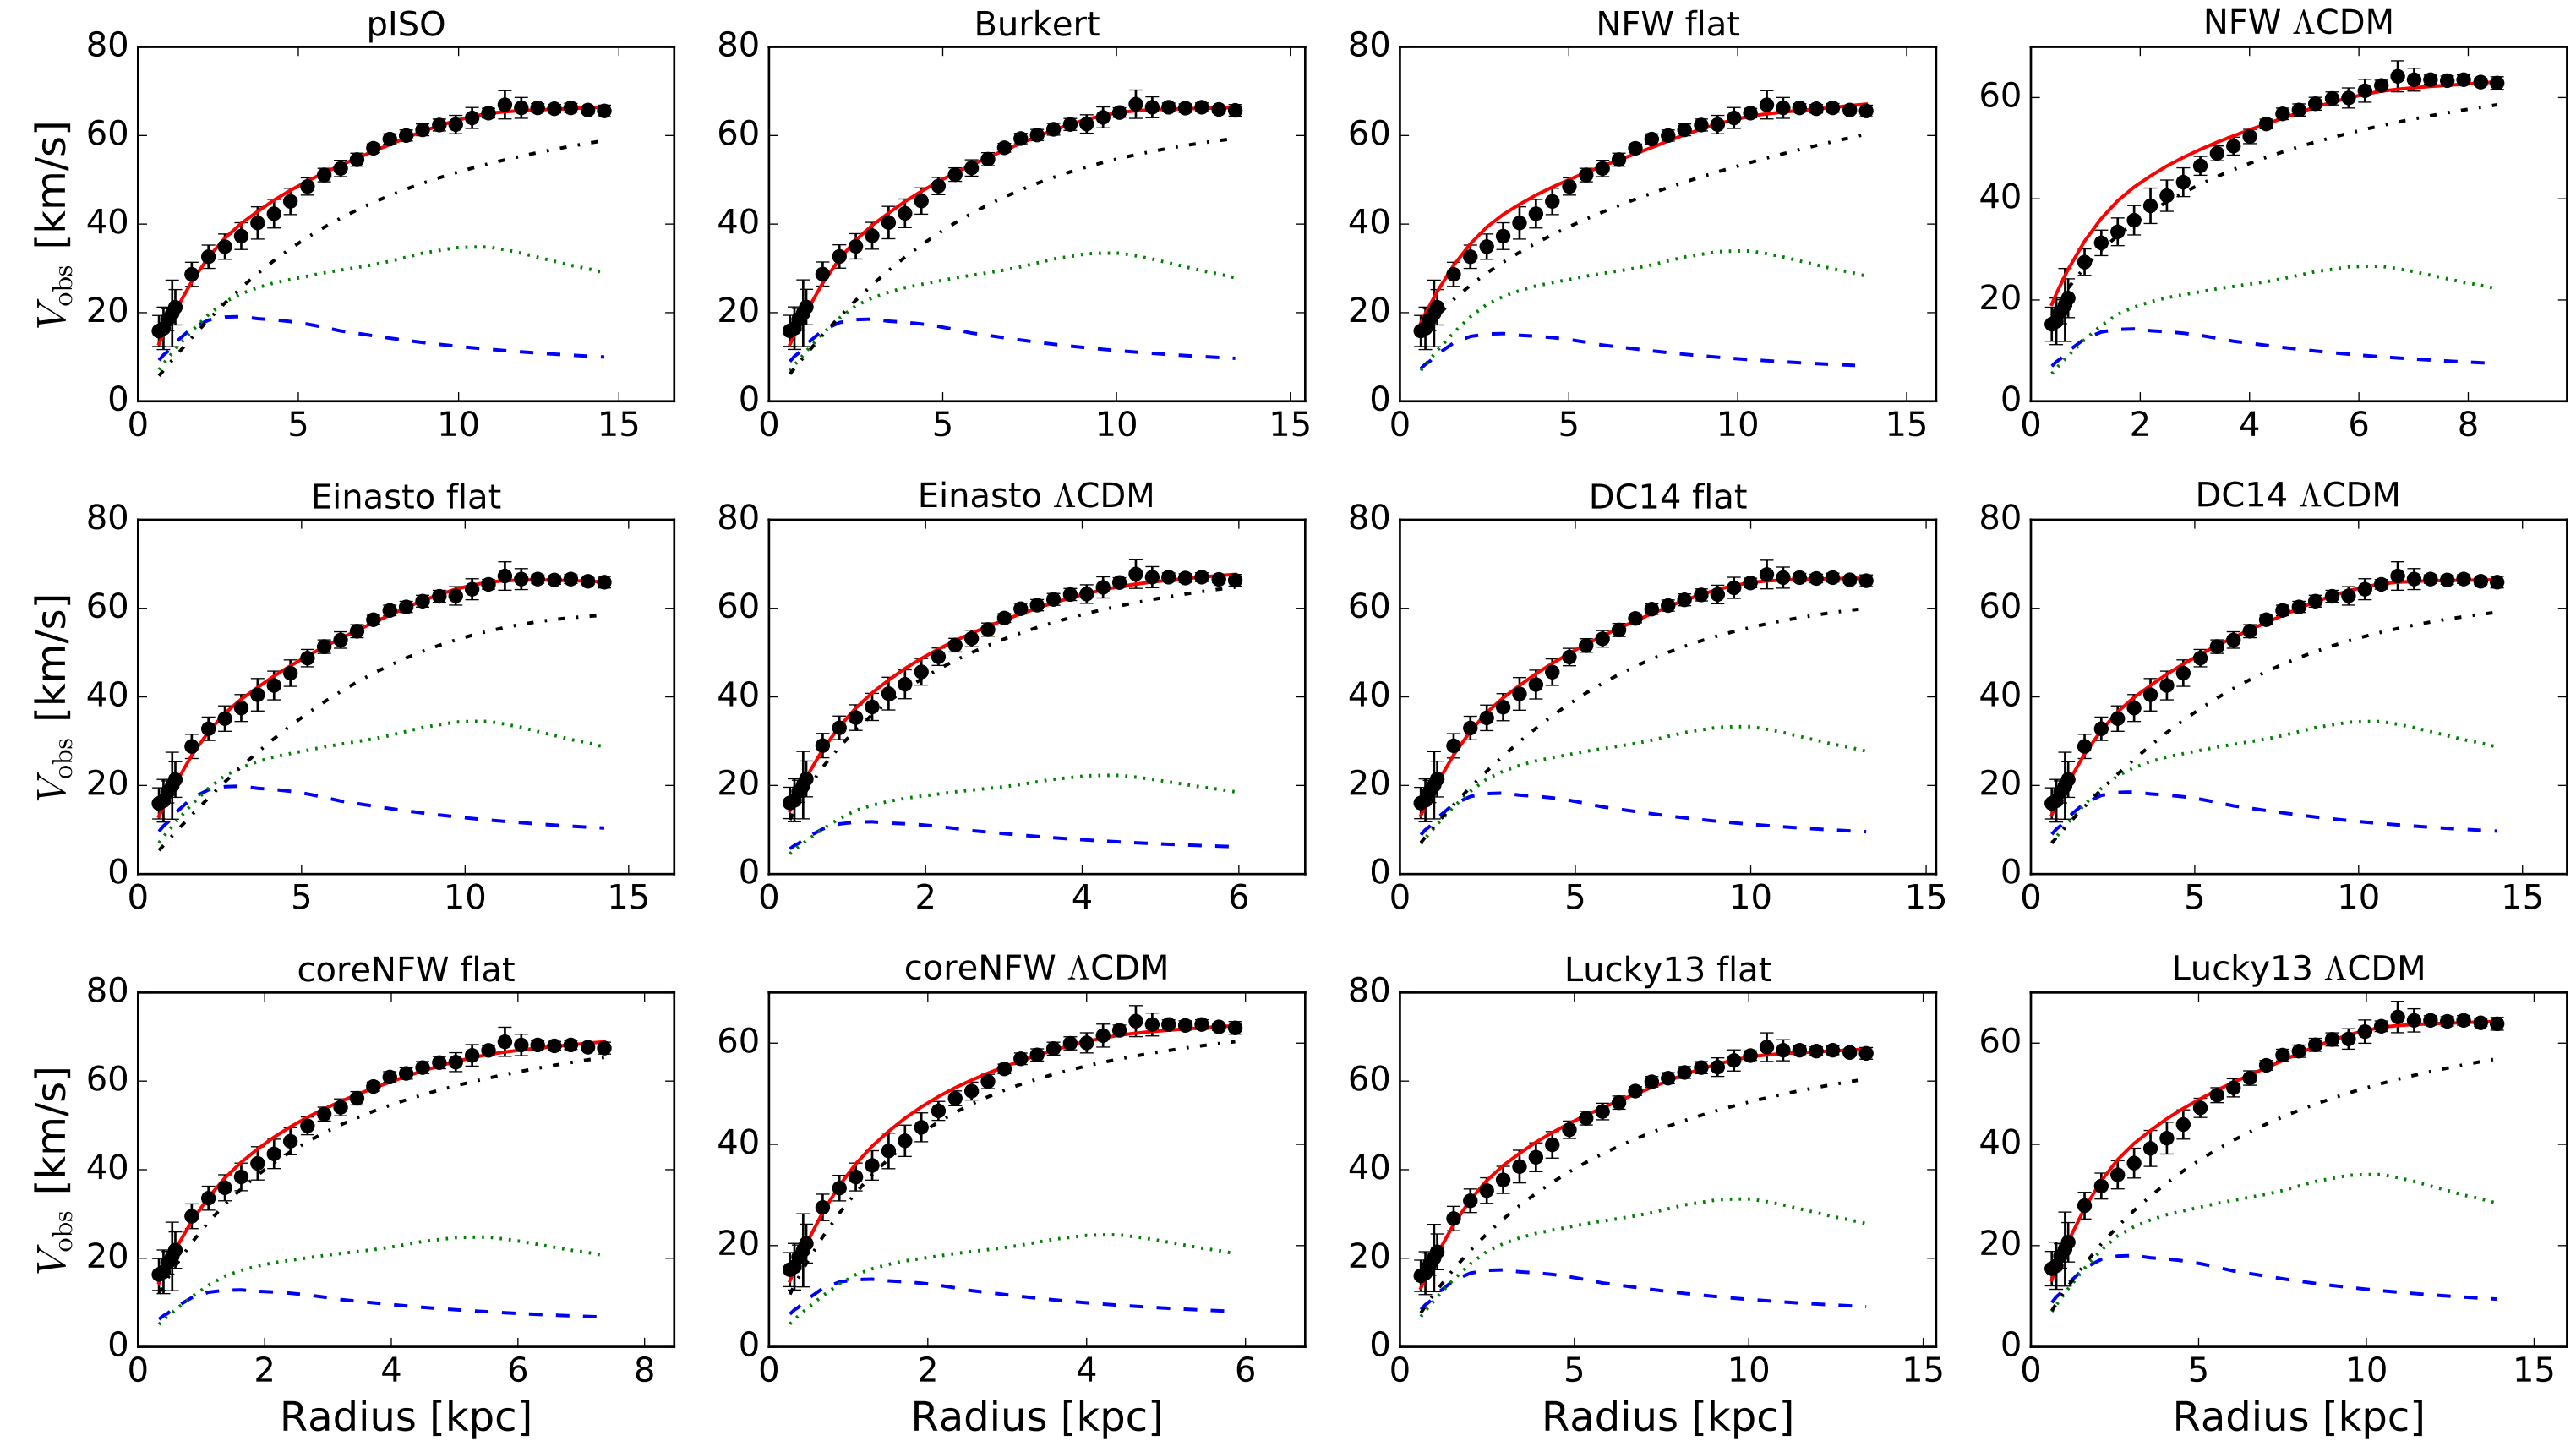 pISO Burkert NFW flat NFW ΛCDM
80 80 80
60 60 60 60
40 40 40 40
20 20 20 20
0 0 0 0
0 5 10 15 0 5 10 15 0 5 10 15 0 2 4 6 8
V_obs [km/s]
Einasto flat Einasto ΛCDM DC14 flat DC14 ΛCDM
80 80 80 80
60 60 60 60
40 40 40 40
20 20 20 20
0 0 0 0
0 5 10 15 0 2 4 6 0 5 10 15 0 5 10 15
V_obs [km/s]
coreNFW flat coreNFW ΛCDM Lucky13 flat Lucky13 ΛCDM
80 80
60 60 60 60
40 40 40 40
20 20 20 20
0 0 0 0
0 2 4 6 8 0 2 4 6 0 5 10 15 0 5 10 15
V_obs [km/s]
Radius [kpc] Radius [kpc] Radius [kpc] Radius [kpc]